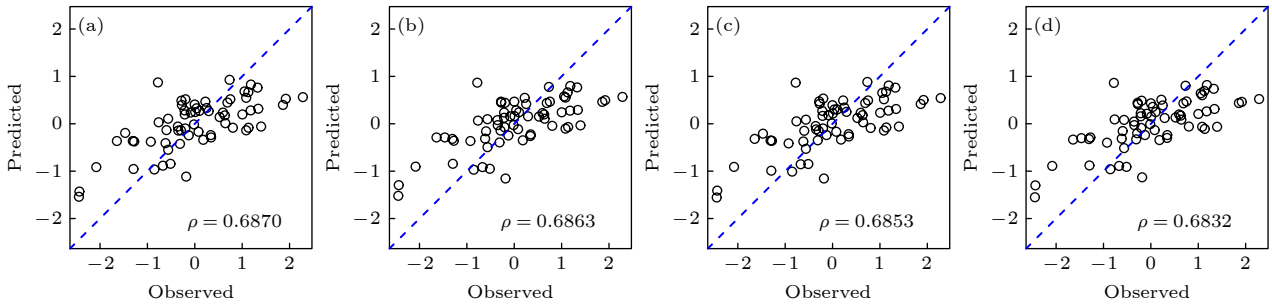 (a) (b) (c) (d)
2 2 2 2
1 1 1 1
0 0 0 0
−1 −1 −1 −1
−2 −2 −2 −2
Predicted Predicted Predicted Predicted
ρ = 0.6870 ρ = 0.6863 ρ = 0.6853 ρ = 0.6832
−2 −1 0 1 2 −2 −1 0 1 2 −2 −1 0 1 2 −2 −1 0 1 2
Observed Observed Observed Observed